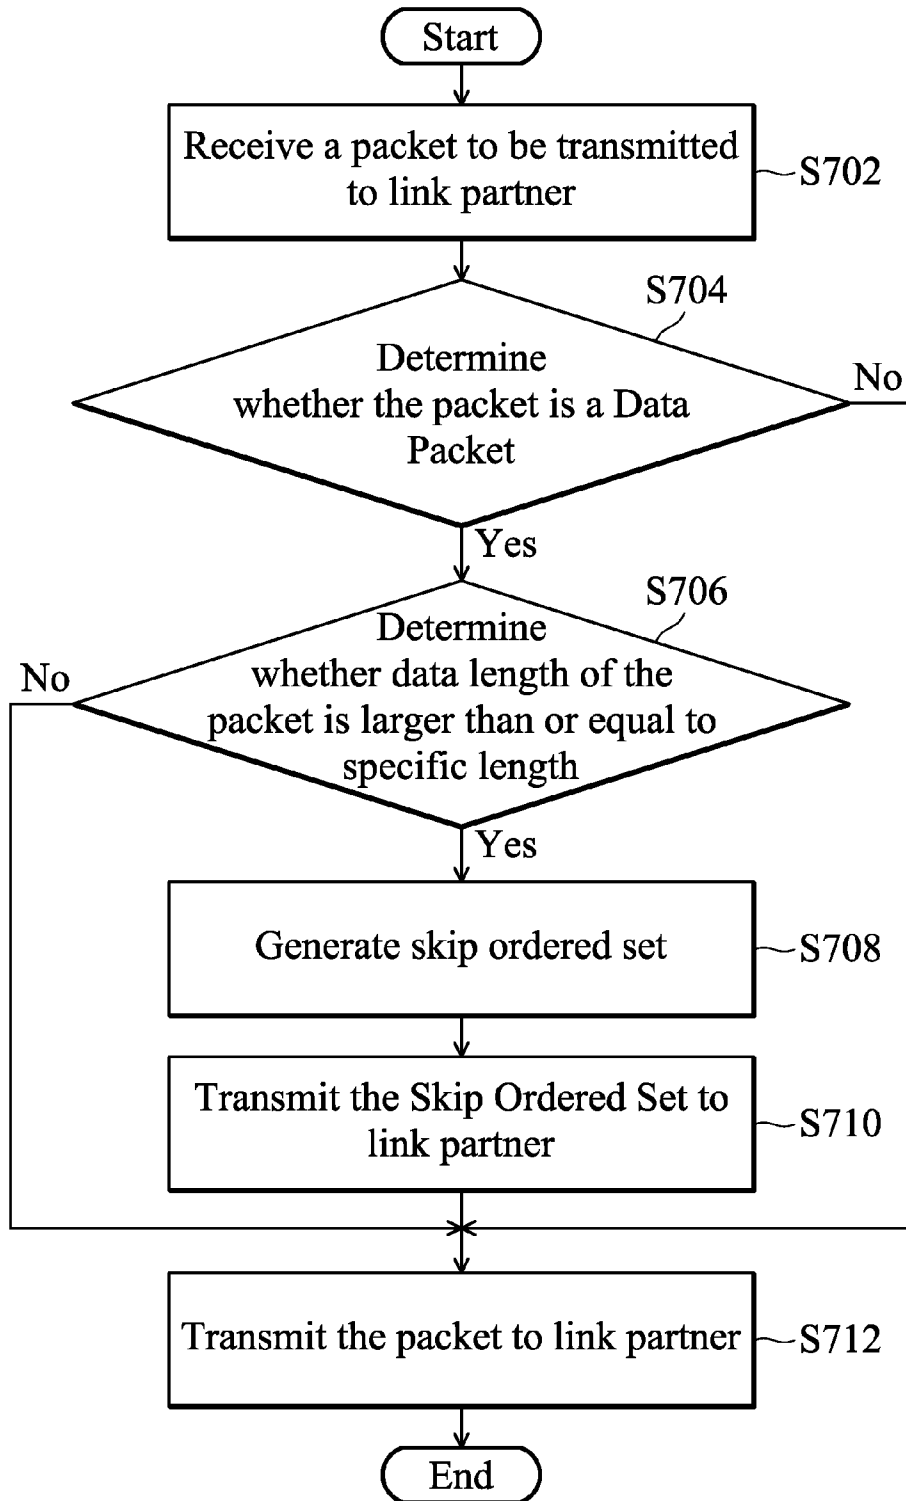 Start
Receive a packet to be transmitted
to link partner
S702
S704
Determine
whether the packet is a Data
Packet
No
Yes
S706
Determine
whether data length of the
packet is larger than or equal to
specific length
No
Yes
Generate skip ordered set
S708
Transmit the Skip Ordered Set to
link partner
S710
Transmit the packet to link partner
S712
End